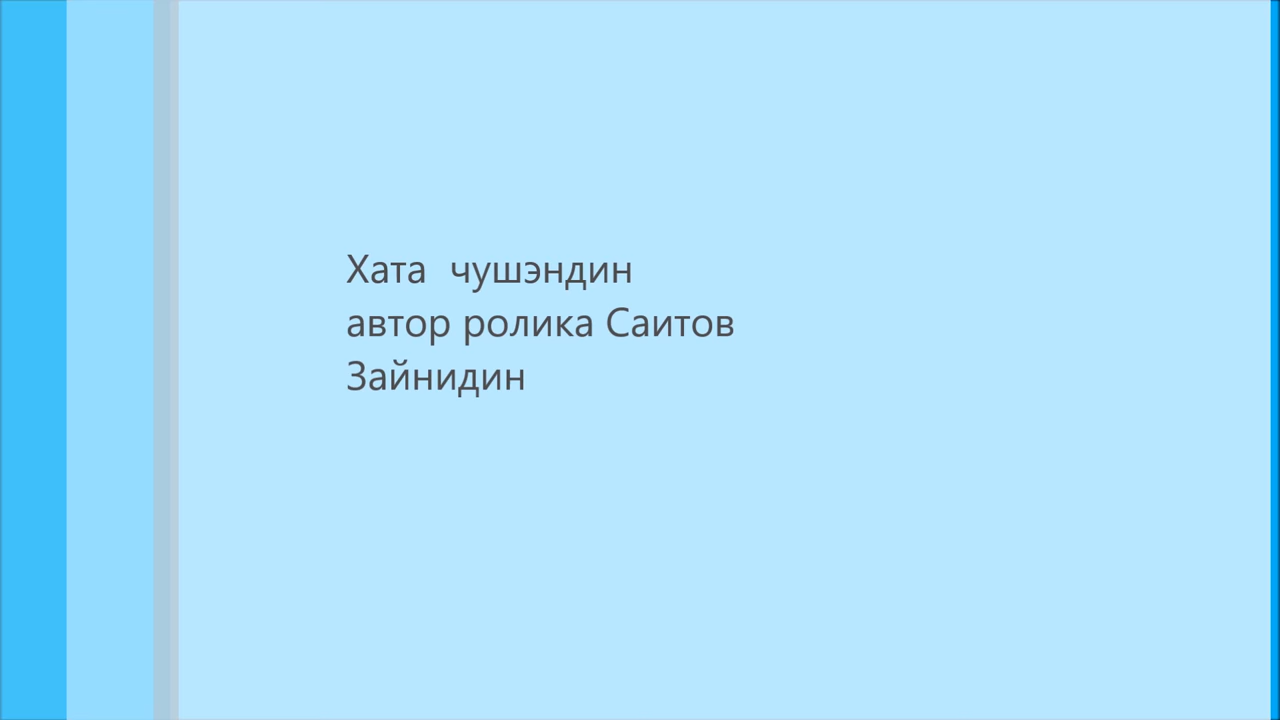 Хата  чушэндин
автор ролика Саитов
Зайнидин